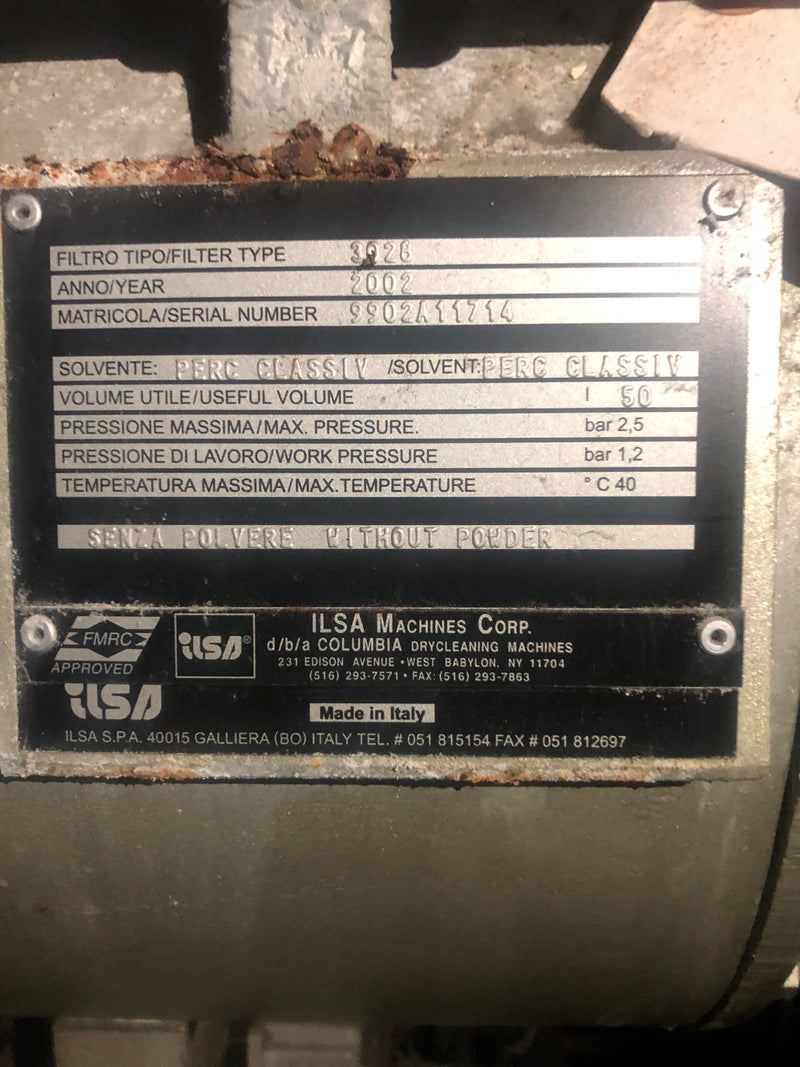 FILTRO TIPO/FILTER TYPE
ANNO/YEAR 2002
MATRICOLA/SERIAL NUMBER 9902A11714
SOLVENTE: PERC CLASSIV /SOLVENT: PERC CLASSIV
VOLUME UTILE/USEFUL VOLUME l 50
PRESSIONE MASSIMA/MAX. PRESSURE. bar 2,5
PRESSIONE DI LAVORO/WORK PRESSURE bar 1,2
TEMPERATURA MASSIMA/MAX.TEMPERATURE °C 40
SENZA POLVERE WITHOUT POWDER
FMRC
APPROVED
ilsa®
ILSA MACHINES CORP.
d/b/a COLUMBIA DRYCLEANING MACHINES
231 EDISON AVENUE • WEST BABYLON. NY 11704
(516) 293-7571 • FAX: (516) 293-7863
ilsa
Made in Italy
ILSA S.P.A. 40015 GALLIERA (BO) ITALY TEL. # 051 815154 FAX # 051 812697